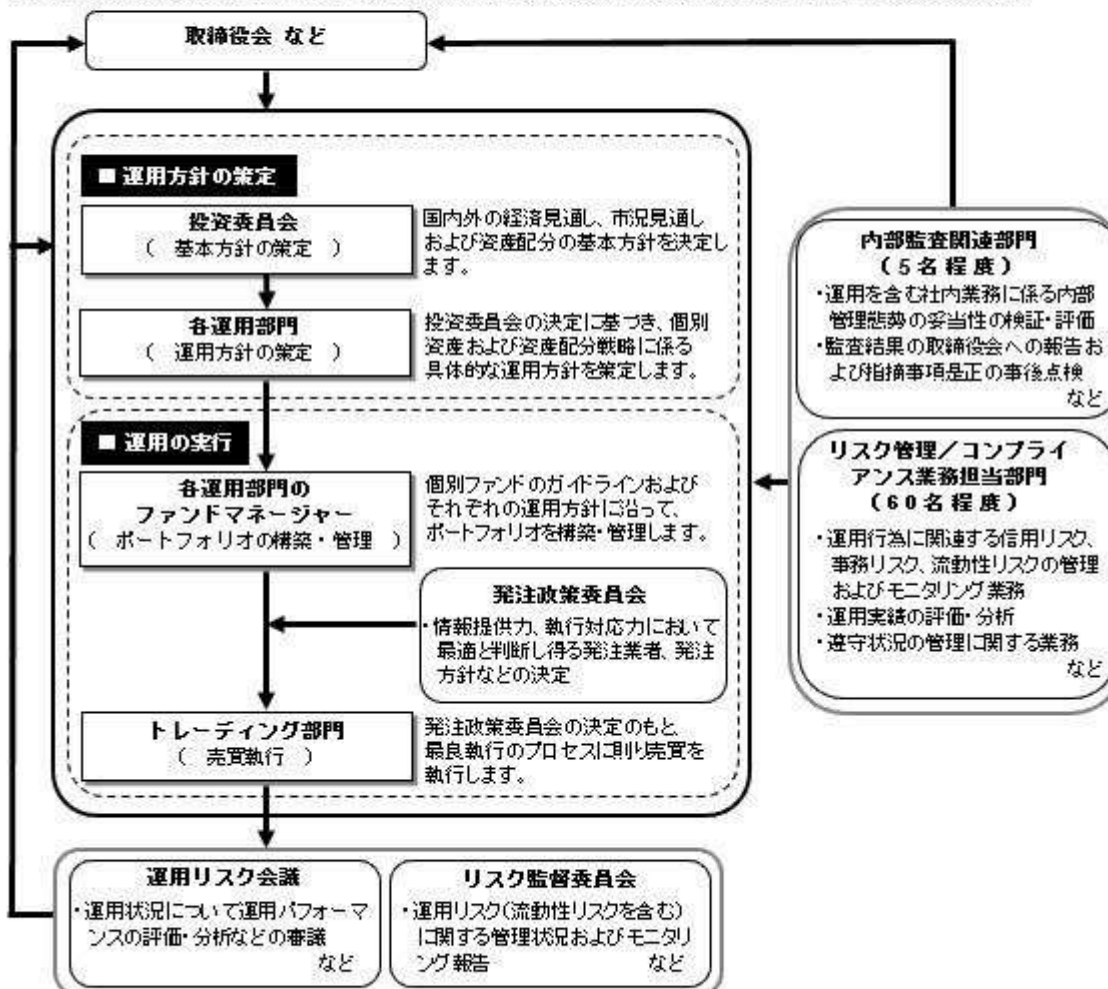 取締役会 など
■ 運用方針の策定
投資委員会
( 基本方針の策定 )
国内外の経済見通し、市況見通し
および資産配分の基本方針を決定し
ます。
各運用部門
( 運用方針の策定 )
投資委員会の決定に基づき、個別
資産および資産配分戦略に係る
具体的な運用方針を策定します。
■ 運用の実行
各運用部門の
ファンドマネージャー
( ポートフォリオの構築・管理 )
個別ファンドのガイドラインおよび
それぞれの運用方針に沿って、
ポートフォリオを構築・管理します。
発注政策委員会
・情報提供力、執行対応力において
最適と判断し得る発注業者、発注
方針などの決定
トレーディング部門
( 売買執行 )
発注政策委員会の決定のもと、
最良執行のプロセスに則り売買を
執行します。
内部監査関連部門
(5名程度)
・運用を含む社内業務に係る内部
管理態勢の妥当性の検証・評価
・監査結果の取締役会への報告お
よび指摘事項是正の事後点検
など
リスク管理/コンプライ
アンス業務担当部門
(60名程度)
・運用行為に関連する信用リスク、
事務リスク、流動性リスクの管理
およびモニタリング業務
・運用実績の評価・分析
・遵守状況の管理に関する業務
など
運用リスク会議
・運用状況について運用パフォーマ
ンスの評価・分析などの審議
など
リスク監督委員会
・運用リスク(流動性リスクを含む)
に関する管理状況およびモニタリ
ング報告 など